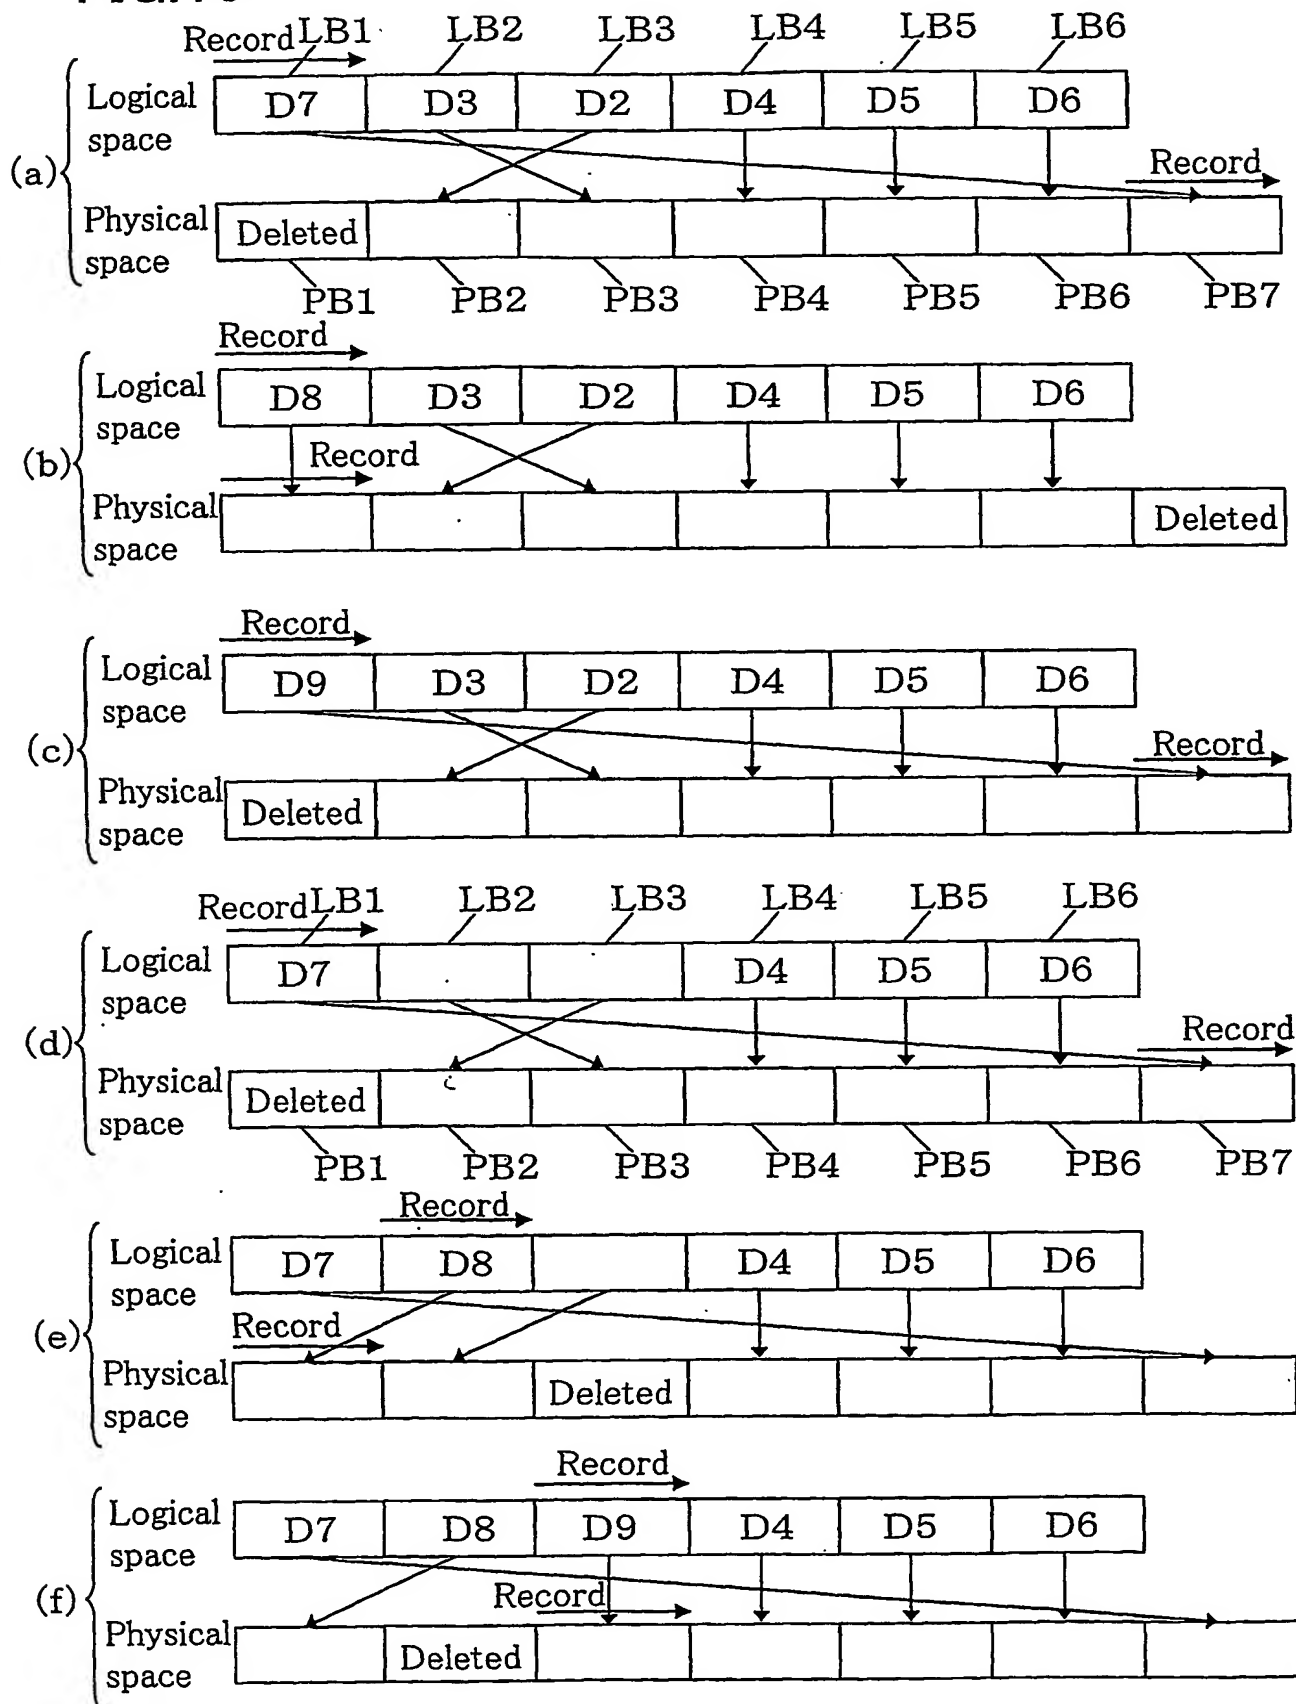 Record LB1 LB2 LB3 LB4 LB5 LB6
Logical space D7 D3 D2 D4 D5 D6
(a)
Record
Physical space Deleted
PB1 PB2 PB3 PB4 PB5 PB6 PB7
Record
Logical space D8 D3 D2 D4 D5 D6
(b)
Record
Physical space Deleted
Record
Logical space D9 D3 D2 D4 D5 D6
(c)
Record
Physical space Deleted
Record LB1 LB2 LB3 LB4 LB5 LB6
Logical space D7 D4 D5 D6
(d)
Record
Physical space Deleted
PB1 PB2 PB3 PB4 PB5 PB6 PB7
Record
Logical space D7 D8 D4 D5 D6
(e)
Record
Physical space Deleted
Record
Logical space D7 D8 D9 D4 D5 D6
(f)
Record
Physical space Deleted